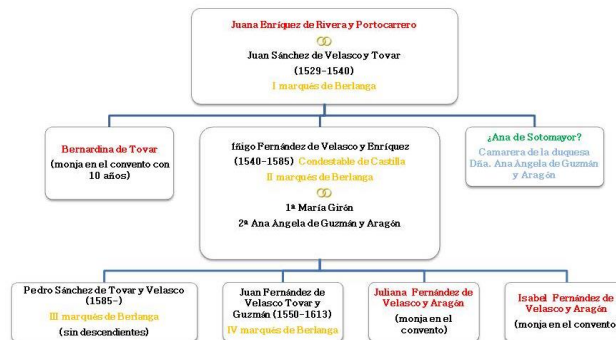 Juana Enríquez de Rivera y Portocarrero
Juan Sánchez de Velasco y Tovar
(1529-1540)
I marqués de Berlanga
Bernardina de Tovar
(monja en el convento con
10 años)
Íñigo Fernández de Velasco y Enríquez
(1540-1585) Condestable de Castilla
II marqués de Berlanga
1ª María Girón
2ª Ana Ángela de Guzmán y Aragón
¿Ana de Sotomayor?
Camarera de la duquesa
Dña. Ana Ángela de Guzmán
y Aragón
Pedro Sánchez de Tovar y Velasco
(1585-)
III marqués de Berlanga
(sin descendientes)
Juan Fernández de
Velasco Tovar y
Guzmán (1550-1613)
IV marqués de Berlanga
Juliana Fernández de
Velasco y Aragón
(monja en el
convento)
Isabel Fernández de
Velasco y Aragón
(monja en el convento